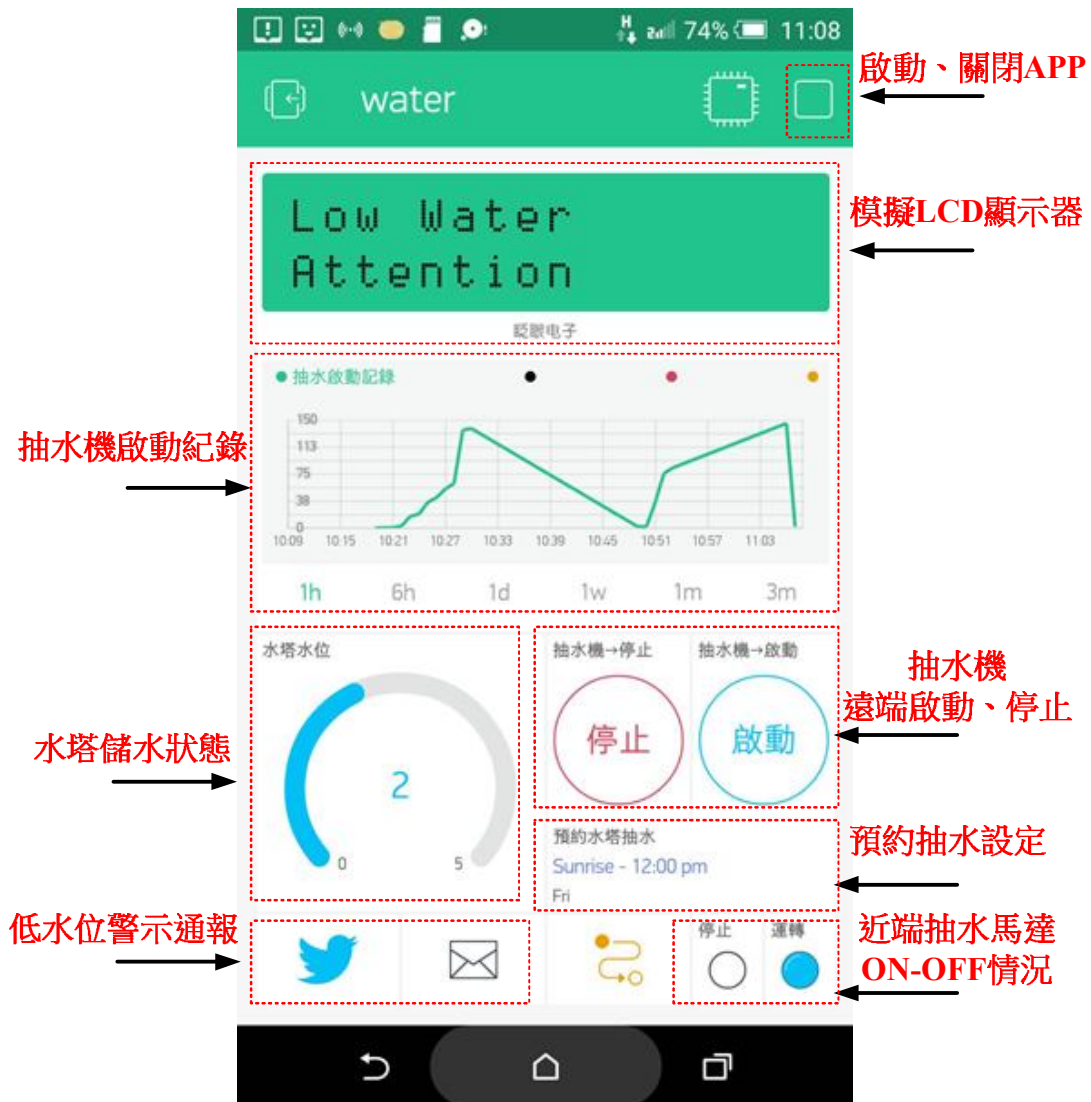 H
2
74%
11:08
water
啟動、關閉APP
Low Water
Attention
模擬LCD顯示器
眨眼电子
抽水啟動記錄
150
113
75
38
0
10:09 10:15 10:21 10:27 10:33 10:39 10:45 10:51 10:57 11:03
抽水機啟動紀錄
1h 6h 1d 1w 1m 3m
水塔水位
2
0 5
水塔儲水狀態
抽水機→停止 抽水機→啟動
停止 啟動
抽水機
遠端啟動、停止
預約水塔抽水
Sunrise - 12:00 pm
Fri
預約抽水設定
低水位警示通報
停止 運轉
近端抽水馬達
ON-OFF情況